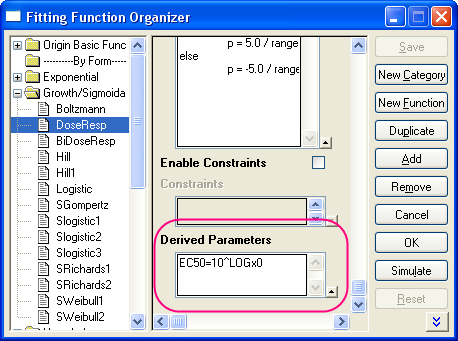 Fitting Function Organizer
Origin Basic Func
----------By Form-----
Exponential
Growth/Sigmoida
Boltzmann
DoseResp
BiDoseResp
Hill
Hill1
Logistic
SGompertz
Slogistic1
Slogistic2
Slogistic3
SRichards1
SRichards2
SWeibull1
SWeibull2
p = 5.0 / range
else
p = -5.0 / range
Enable Constraints
Constraints
Derived Parameters
EC50=10^LOGx0
Save
New Category
New Function
Duplicate
Add
Remove
Cancel
OK
Simulate
Reset